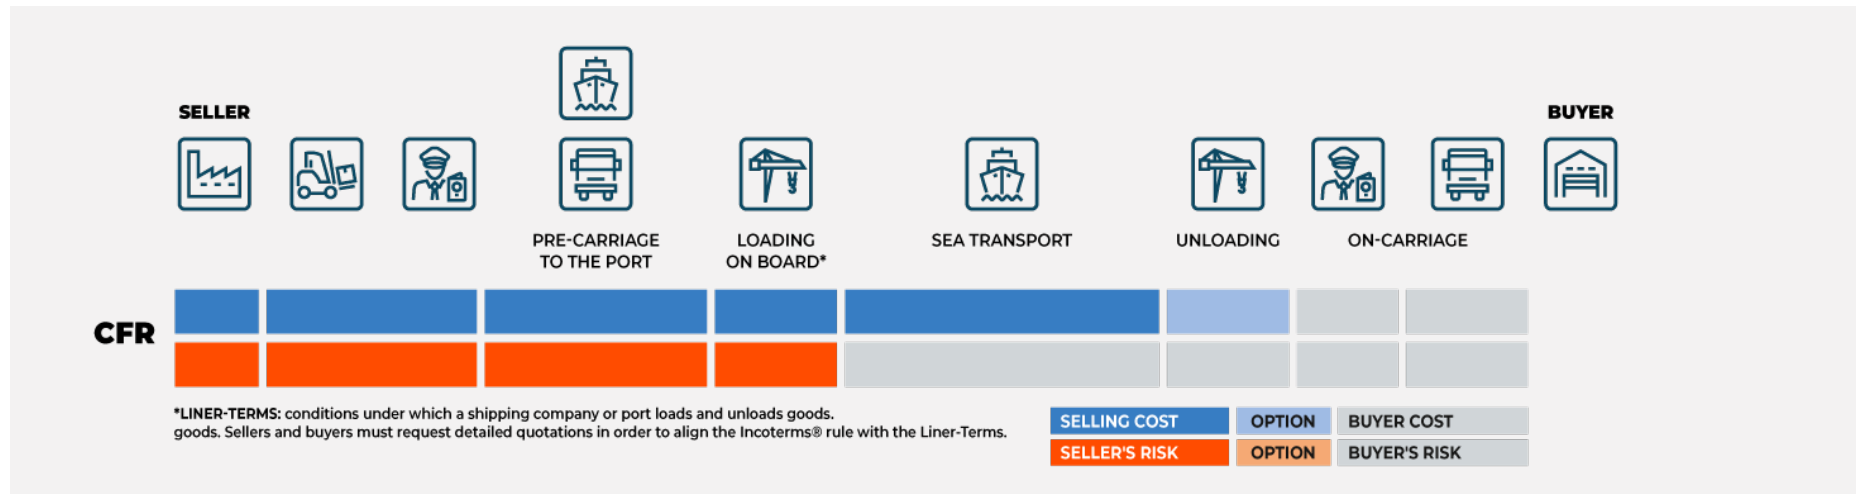 SELLER
BUYER
PRE-CARRIAGE
TO THE PORT
LOADING
ON BOARD*
SEA TRANSPORT
UNLOADING
ON-CARRIAGE
CFR
*LINER-TERMS: conditions under which a shipping company or port loads and unloads goods.
goods. Sellers and buyers must request detailed quotations in order to align the Incoterms® rule with the Liner-Terms.
SELLING COST
OPTION
BUYER COST
SELLER'S RISK
OPTION
BUYER'S RISK